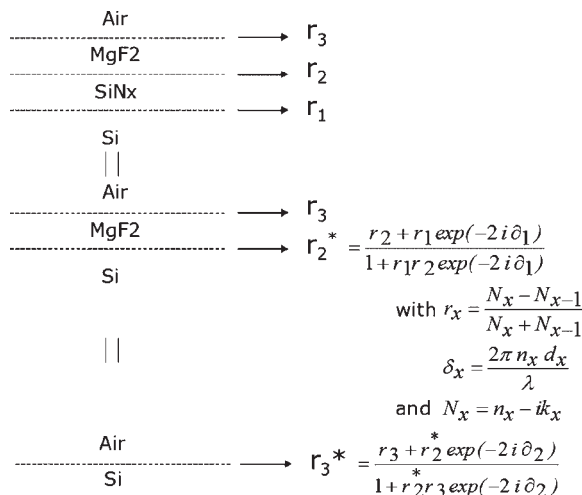 Air
r₃
MgF2
r₂
SiNx
r₁
Si
||
Air
r₃
MgF2
r₂* = (r₂ + r₁ exp(-2i∂₁)) / (1 + r₁r₂ exp(-2i∂₁))
Si
with rₓ = (Nₓ - Nₓ₋₁) / (Nₓ + Nₓ₋₁)
||
δₓ = 2π nₓ dₓ / λ
and Nₓ = nₓ - ikₓ
Air
r₃* = (r₃ + r₂* exp(-2i∂₂)) / (1 + r₂*r₃ exp(-2i∂₂))
Si